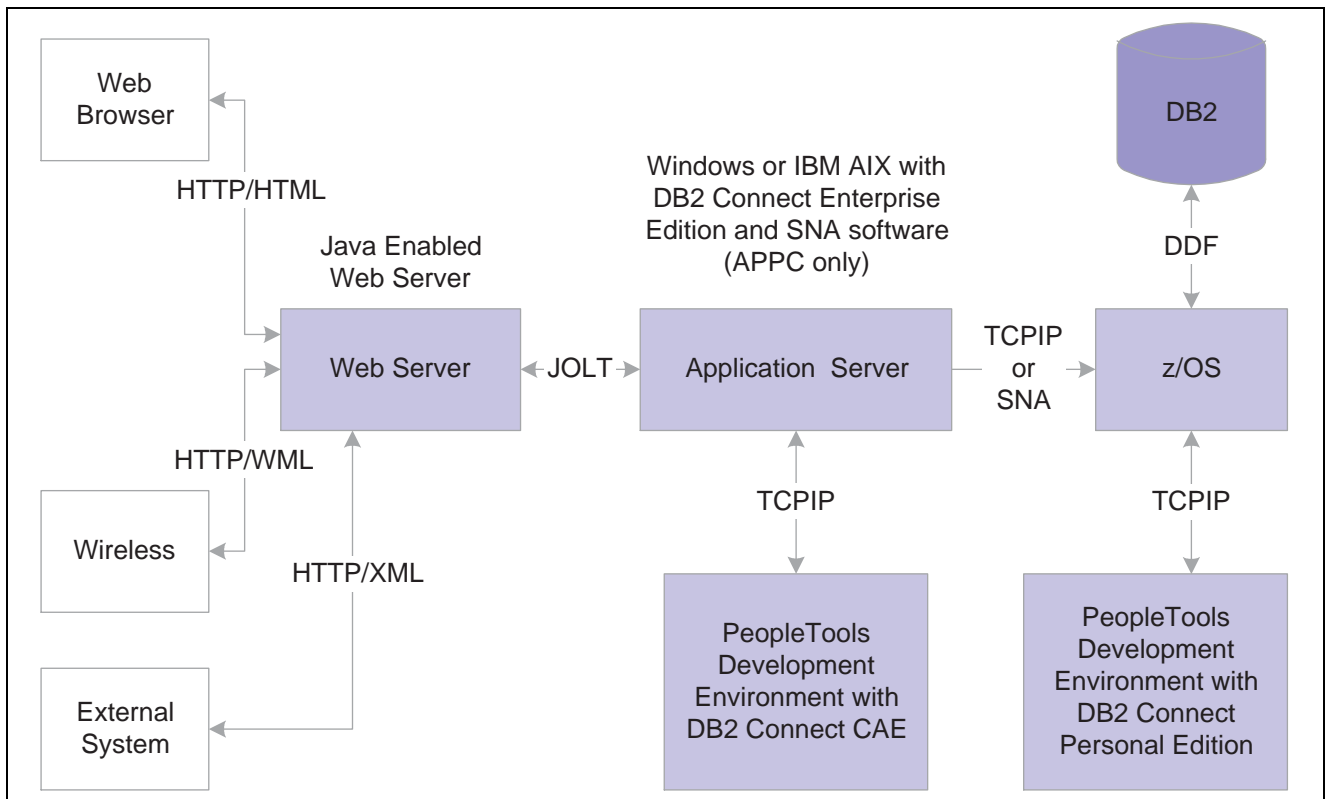 Web
Browser
HTTP/HTML
Java Enabled
Web Server
Web Server
HTTP/WML
Wireless
HTTP/XML
External
System
JOLT
Windows or IBM AIX with
DB2 Connect Enterprise
Edition and SNA software
(APPC only)
Application Server
TCPIP
PeopleTools
Development
Environment with
DB2 Connect CAE
TCPIP
or
SNA
DB2
DDF
z/OS
TCPIP
PeopleTools
Development
Environment with
DB2 Connect
Personal Edition